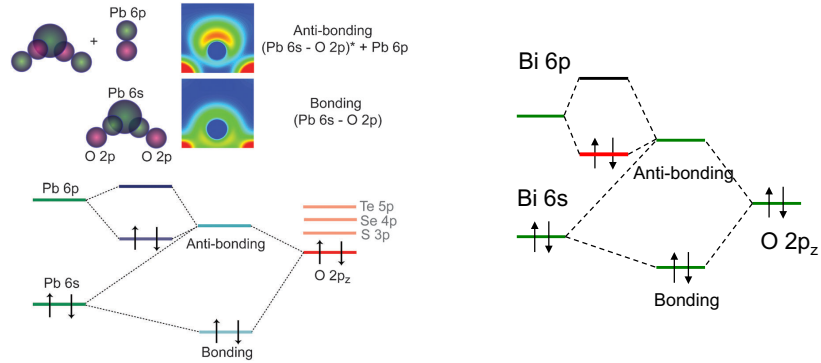 Pb 6p
+
Anti-bonding
(Pb 6s - O 2p)* + Pb 6p
Pb 6s
Bonding
(Pb 6s - O 2p)
O 2p O 2p
Pb 6p
Te 5p
Se 4p
S 3p
Anti-bonding
O 2pz
Pb 6s
Bonding
Bi 6p
Anti-bonding
Bi 6s
O 2pz
Bonding